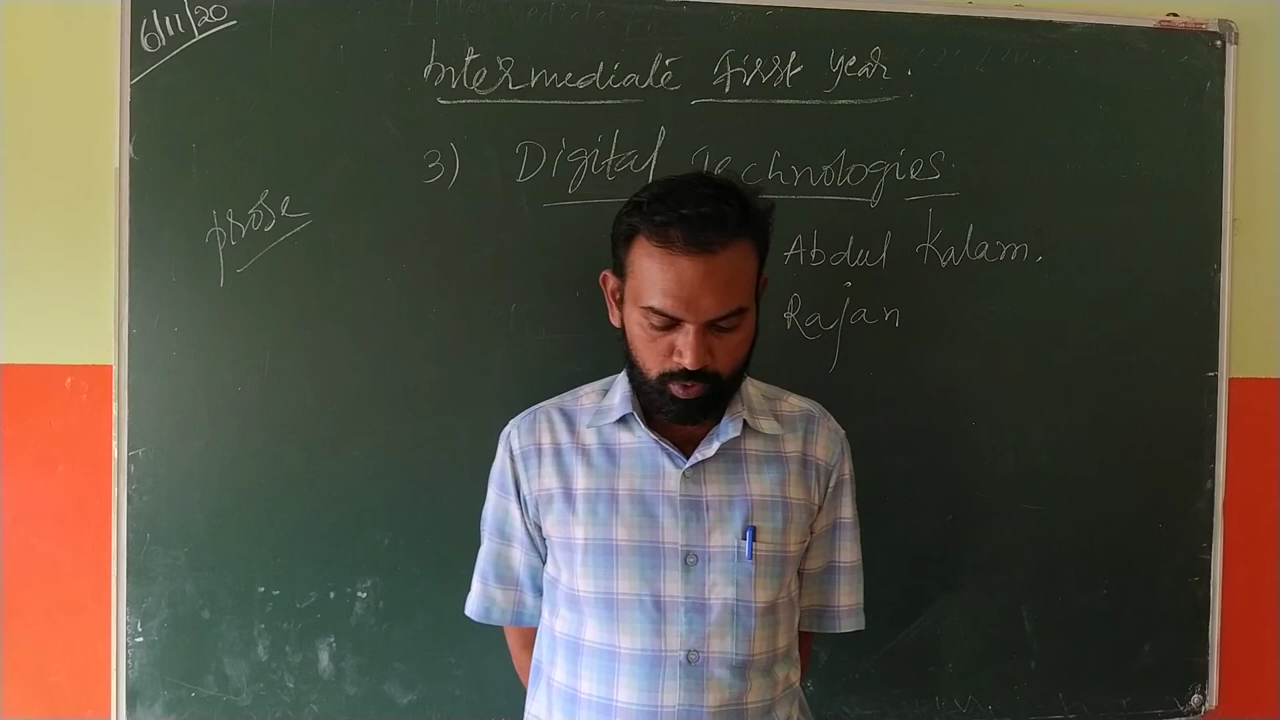 6/11/20
Intermediate first year.
3) Digital Technologies.
prose
Abdul Kalam.
Rajan